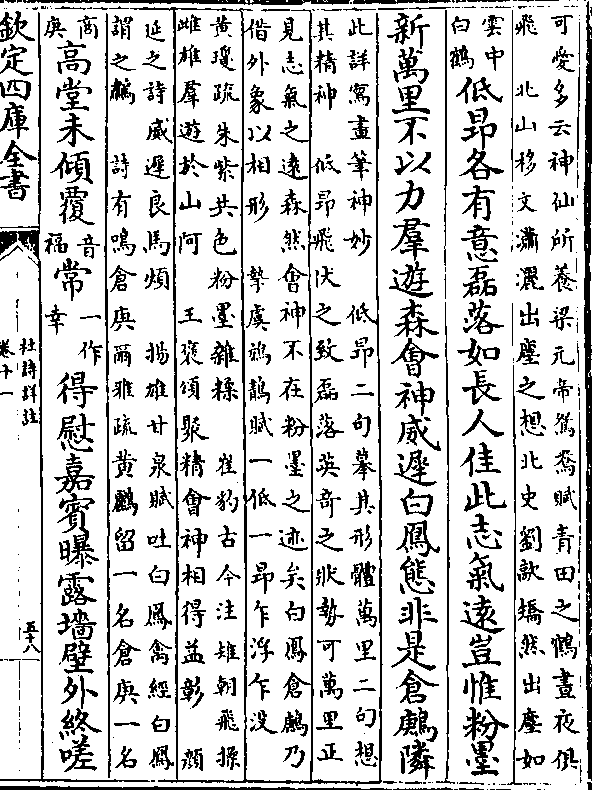 可愛多云神仙所養梁元帝鴛鴦賦青田之鶴晝夜俱
飛 北山移文瀟灑出塵之想北史劉歊矯然出塵如
雲中
白鶴
低昂各有意磊落如長人佳此志氣遠豈惟粉墨
新萬里不以力羣遊森會神威遲白鳳態非是倉鶊隣
此詳寫畫筆神妙 低昂二句摹其形體萬里二句想
其精神 低昂飛伏之致磊落英奇之狀勢可萬里正
見志氣之遠森然會神不在粉墨之迹矣白鳳倉鶊乃
借外象以相形 摯虞鵁鶄賦一低一昂乍浮乍没
黄瓊疏朱紫共色粉墨雜糅 崔豹古今注雉朝飛操
雌雄羣遊於山阿 王褒頌聚精會神相得益彰 顔
延之詩威遲良馬煩 揚雄甘泉賦吐白鳳禽經白鳳
謂之鶠 詩有鳴倉庚爾雅疏黄鸝留一名倉庚一名
商
庚
高堂未傾覆
音
福
常
一作
幸
得慰嘉賓曝露墙壁外終嗟
欽定四庫全書
杜詩詳註
卷十一
五十八